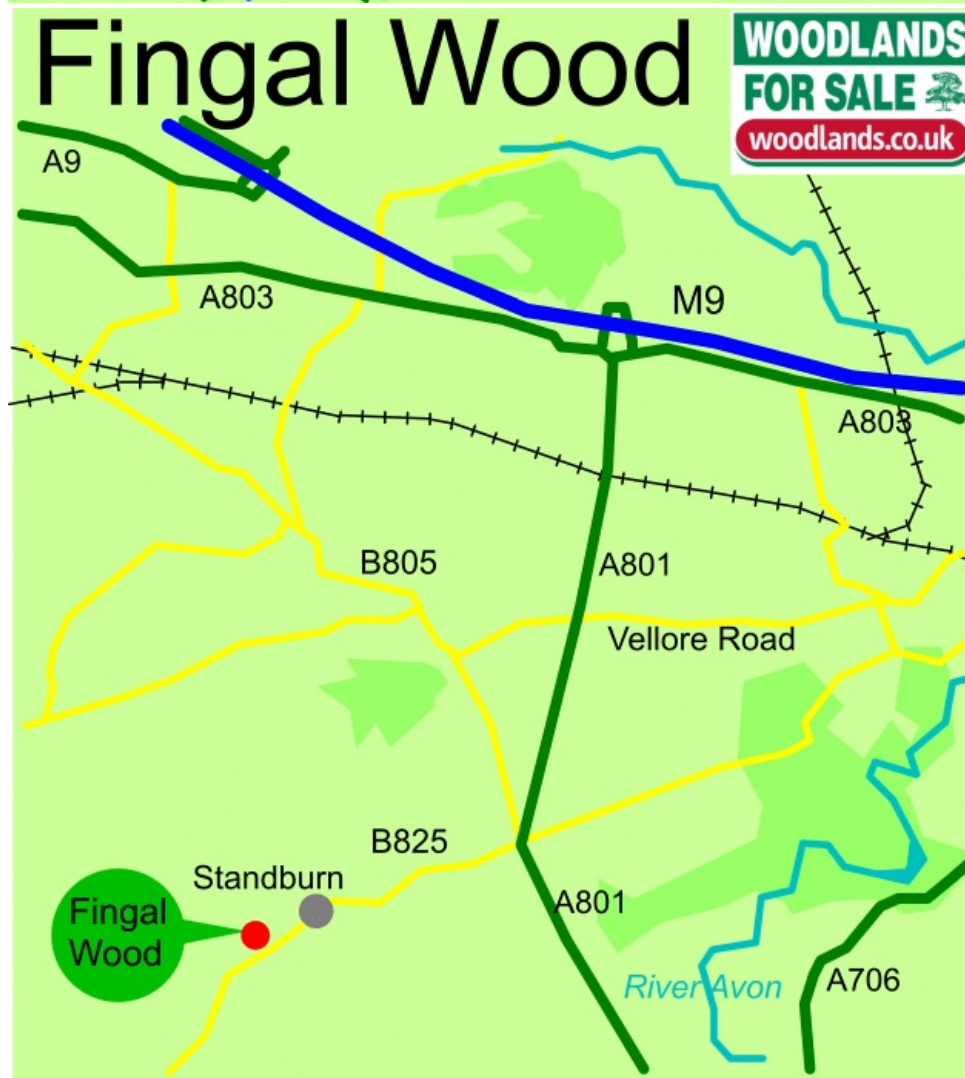 Fingal Wood
WOODLANDS
FOR SALE
woodlands.co.uk
A9
A803
M9
A803
B805
A801
Vellore Road
B825
Standburn
Fingal
Wood
A801
River Avon
A706